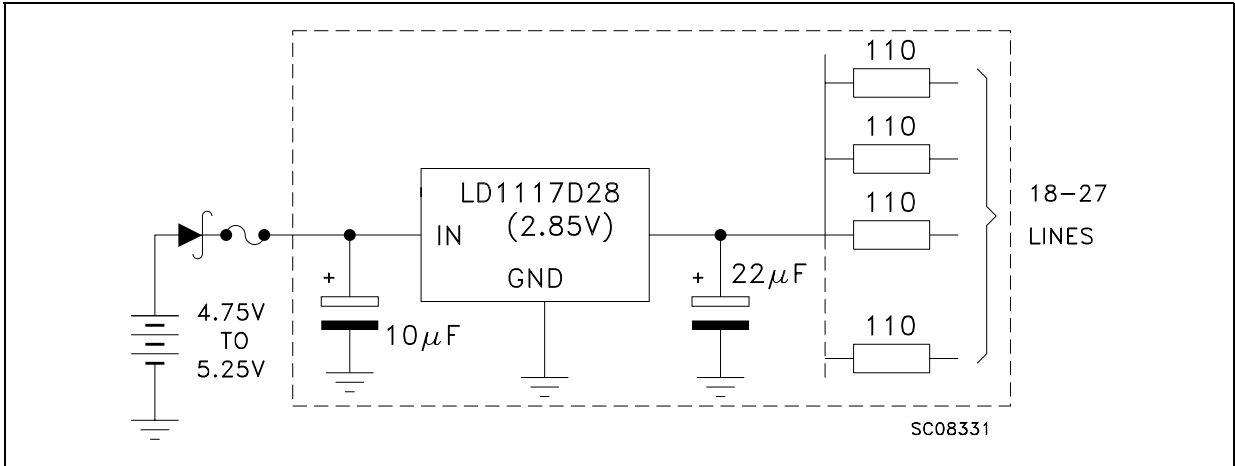 110
110
110
110
18-27
LINES
LD1117D28
(2.85V)
IN
GND
+
10μF
+
22μF
4.75V
TO
5.25V
SC08331